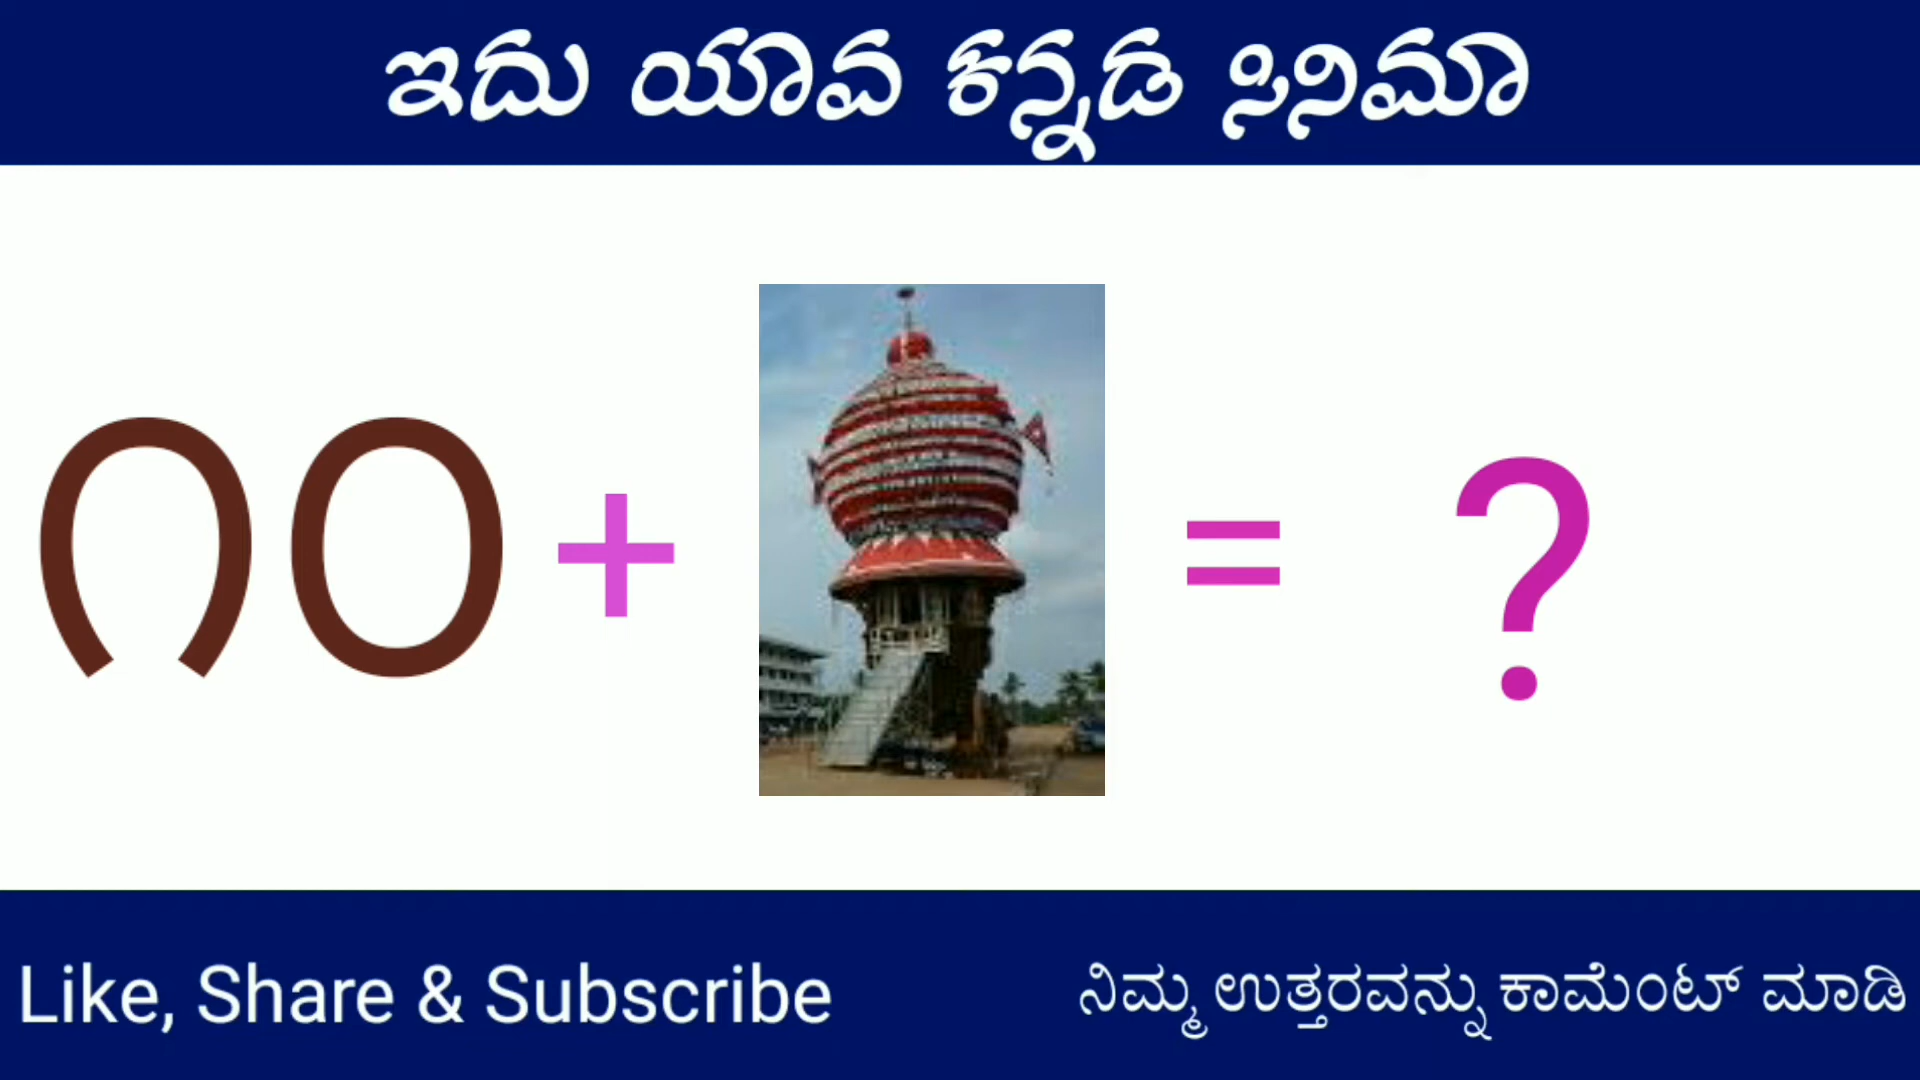 ಇದು ಯಾವ ಕನ್ನಡ ಸಿನಿಮಾ
೧೦ + = ?
Like, Share & Subscribe
ನಿಮ್ಮ ಉತ್ತರವನ್ನು ಕಾಮೆಂಟ್ ಮಾಡಿ